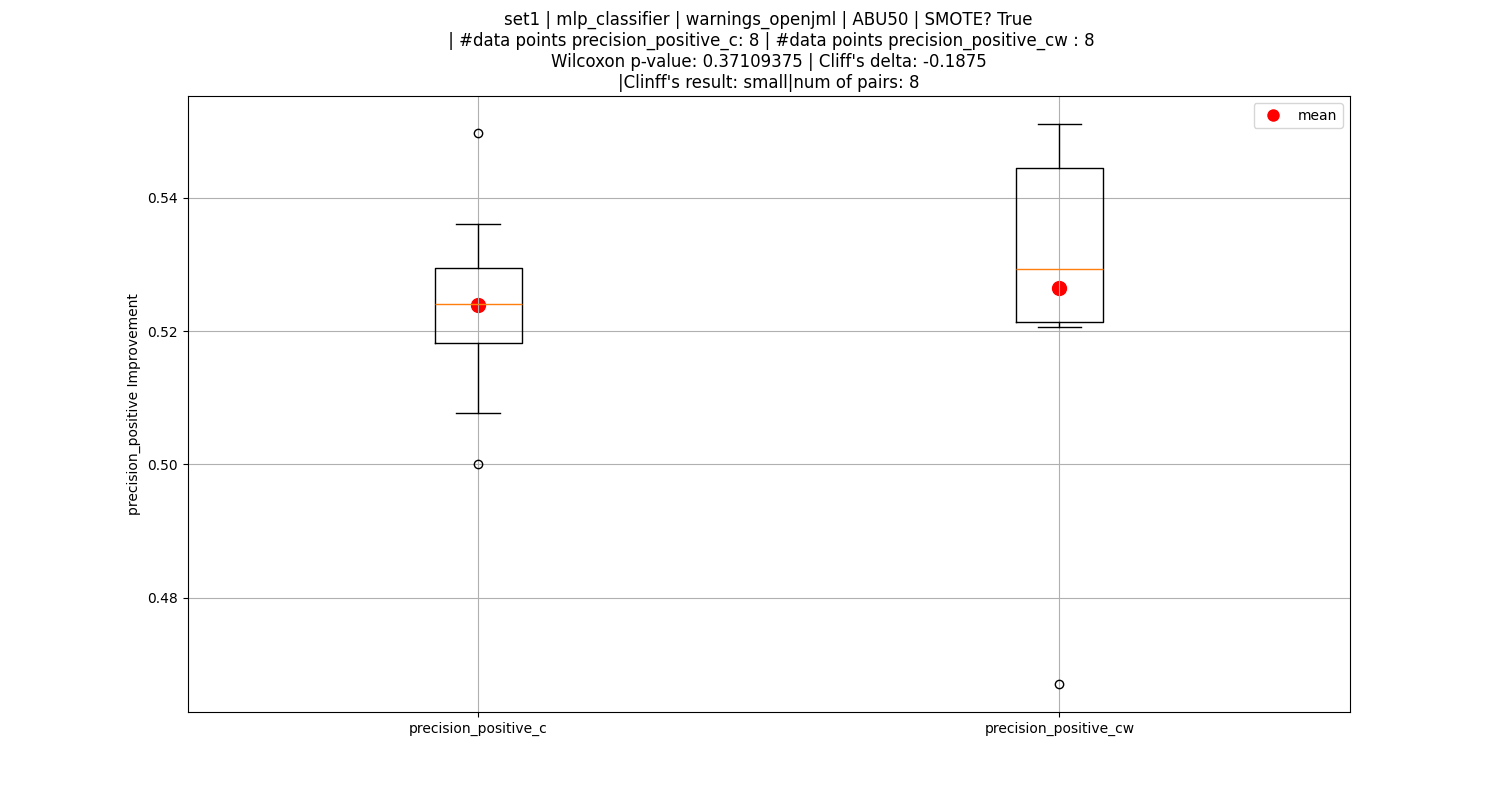 set1 | mlp_classifier | warnings_openjml | ABU50 | SMOTE? True
| #data points precision_positive_c: 8 | #data points precision_positive_cw : 8
Wilcoxon p-value: 0.37109375 | Cliff's delta: -0.1875
|Clinff's result: small|num of pairs: 8
mean
0.54
0.52
0.50
0.48
precision_positive Improvement
precision_positive_c
precision_positive_cw